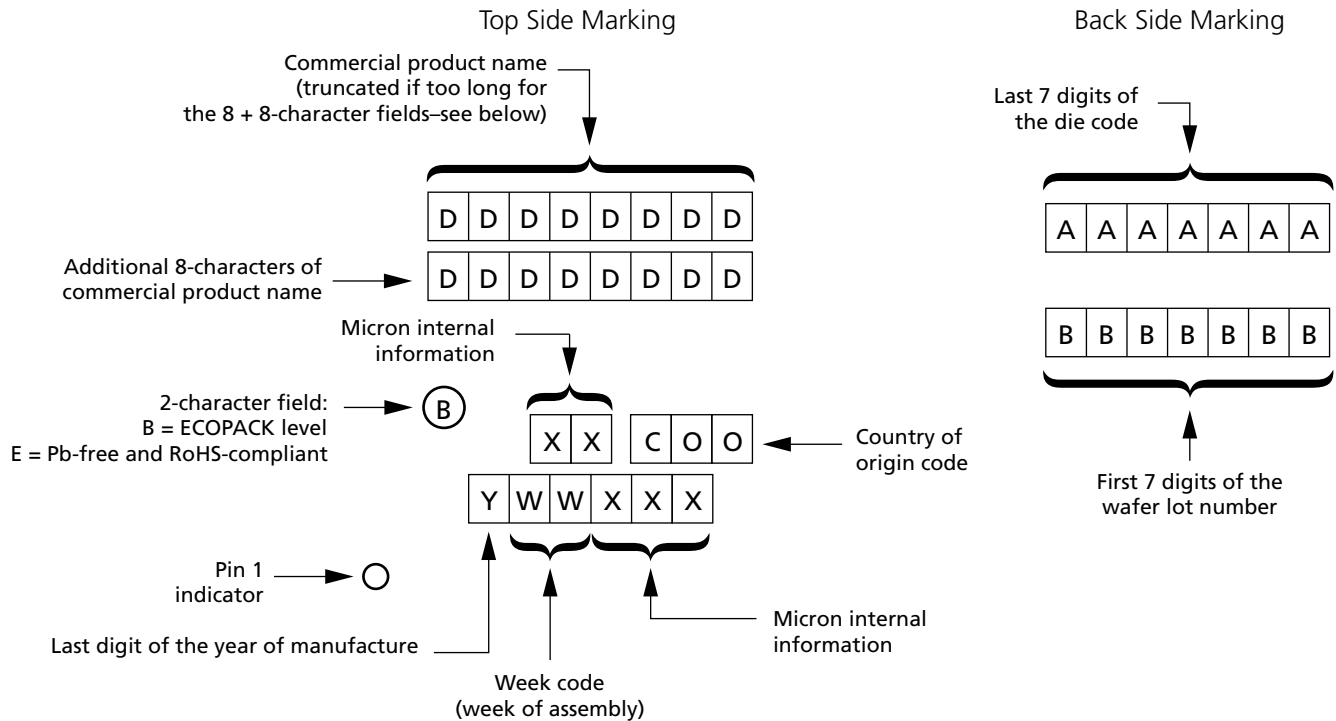 Top Side Marking
Back Side Marking
Commercial product name
(truncated if too long for
the 8 + 8-character fields–see below)
Last 7 digits of
the die code
D D D D D D D D
A A A A A A A
Additional 8-characters of
commercial product name
D D D D D D D D
B B B B B B B
Micron internal
information
2-character field:
B = ECOPACK level
E = Pb-free and RoHS-compliant
B
X X C O O
Country of
origin code
First 7 digits of the
wafer lot number
Y W W X X X
Pin 1
indicator
Micron internal
information
Last digit of the year of manufacture
Week code
(week of assembly)